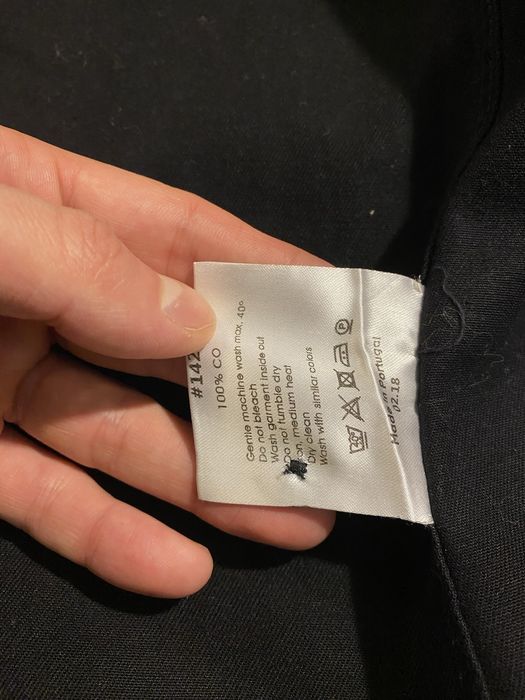 #142
100% CO
Gentle machine wash max. 40°
Do not bleach
Wash garment inside out
Do not tumble dry
Iron, medium heat
Dry clean
Wash with similar colors
P
Made in Portugal
02.18